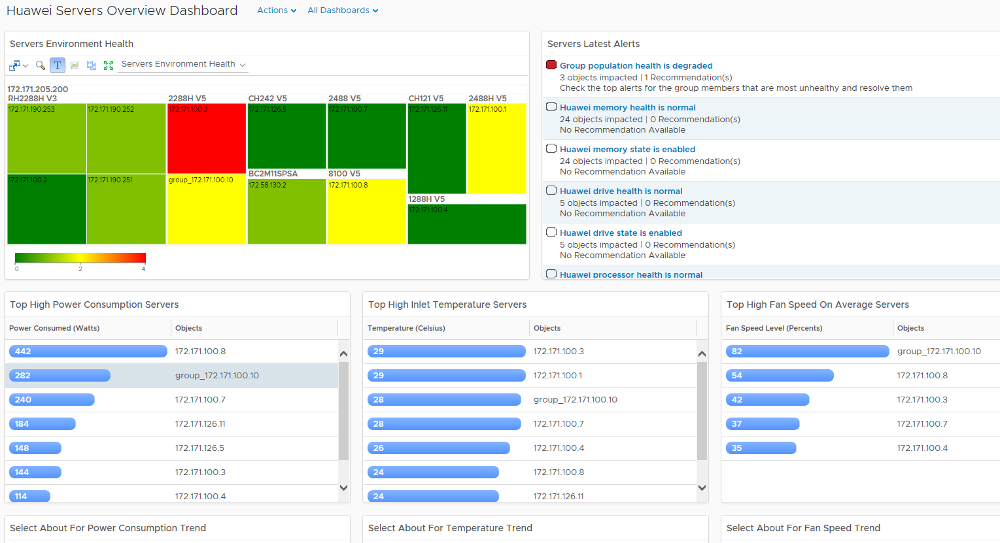 Huawei Servers Overview Dashboard
Actions
All Dashboards
Servers Environment Health
T
Servers Environment Health
172.171.205.200
RH2288H V3
2288H V5
CH242 V5
2488 V5
CH121 V5
2488H V5
172.171.190.253
172.171.190.252
172.171.100.3
172.171.126.5
172.171.100.7
172.171.126.11
172.171.100.1
BC2M11SPSA
8100 V5
172.171.100.2
172.171.190.251
group_172.171.100.10
172.58.130.2
172.171.100.8
1288H V5
172.171.100.4
0
2
4
Servers Latest Alerts
Group population health is degraded
3 objects impacted | 1 Recommendation(s)
Check the top alerts for the group members that are most unhealthy and resolve them
Huawei memory health is normal
24 objects impacted | 0 Recommendation(s)
No Recommendation Available
Huawei memory state is enabled
24 objects impacted | 0 Recommendation(s)
No Recommendation Available
Huawei drive health is normal
5 objects impacted | 0 Recommendation(s)
No Recommendation Available
Huawei drive state is enabled
5 objects impacted | 0 Recommendation(s)
No Recommendation Available
Huawei processor health is normal
Top High Power Consumption Servers
Power Consumed (Watts) Objects
442 172.171.100.8
282 group_172.171.100.10
240 172.171.100.7
184 172.171.126.11
148 172.171.126.5
144 172.171.100.3
114 172.171.100.4
Top High Inlet Temperature Servers
Temperature (Celsius) Objects
29 172.171.100.3
29 172.171.100.1
28 group_172.171.100.10
28 172.171.100.7
26 172.171.100.4
24 172.171.100.8
24 172.171.126.11
Top High Fan Speed On Average Servers
Fan Speed Level (Percents) Objects
82 group_172.171.100.10
54 172.171.100.8
42 172.171.100.3
37 172.171.100.7
35 172.171.100.4
Select About For Power Consumption Trend
Select About For Temperature Trend
Select About For Fan Speed Trend